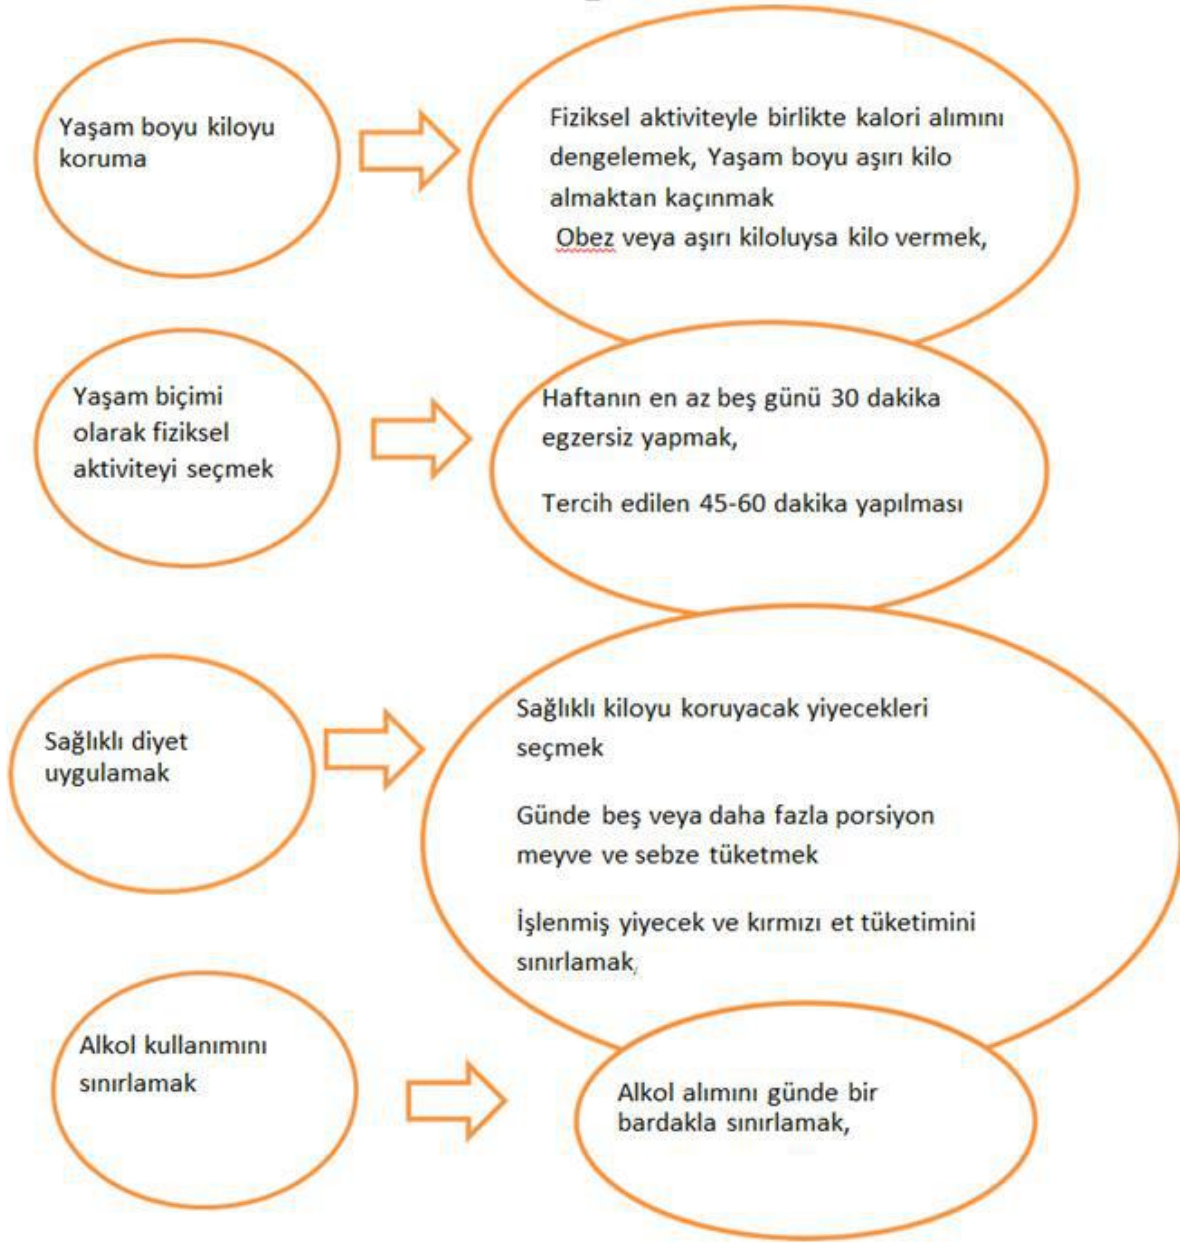 Yaşam boyu kiloyu
koruma
Fiziksel aktiviteyle birlikte kalori alımını
dengelemek, Yaşam boyu aşırı kilo
almaktan kaçınmak
Obez veya aşırı kiloluysa kilo vermek,
Yaşam biçimi
olarak fiziksel
aktiviteyi seçmek
Haftanın en az beş günü 30 dakika
egzersiz yapmak,
Tercih edilen 45-60 dakika yapılması
Sağlıklı diyet
uygulamak
Sağlıklı kiloyu koruyacak yiyecekleri
seçmek
Günde beş veya daha fazla porsiyon
meyve ve sebze tüketmek
İşlenmiş yiyecek ve kırmızı et tüketimini
sınırlamak,
Alkol kullanımını
sınırlamak
Alkol alımını günde bir
bardakla sınırlamak,